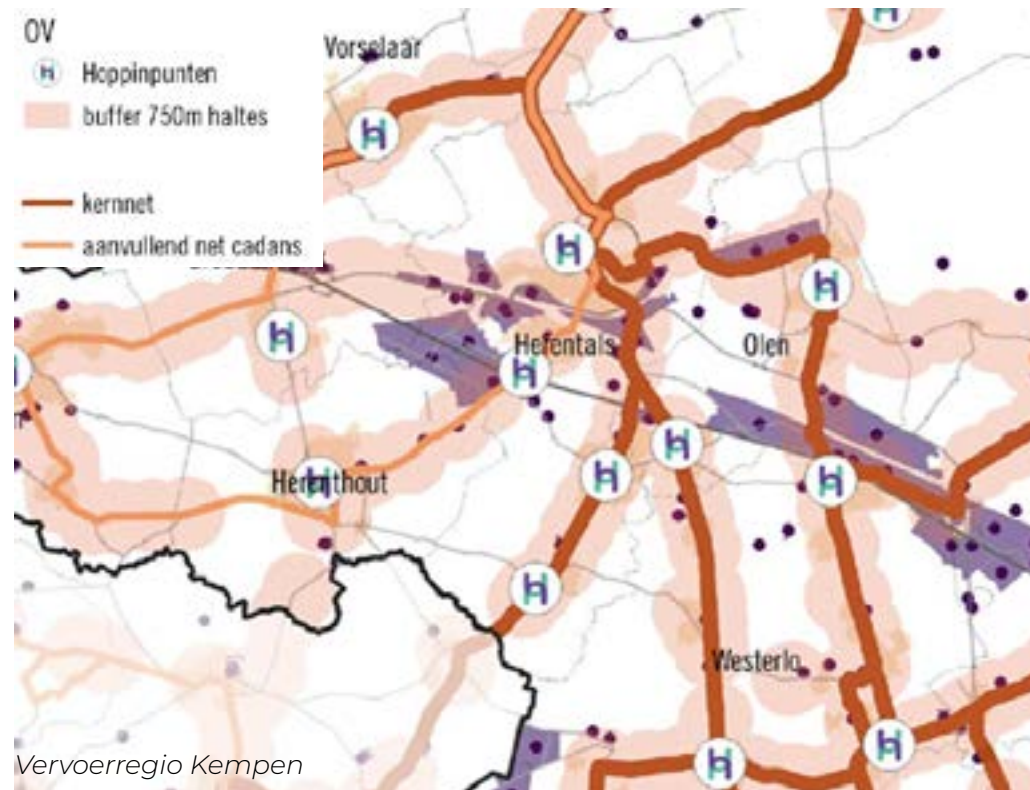 OV
Hoppinpunten
buffer 750m haltes
kernnet
aanvullend net cadans
Vorselaar
Herentals
Olen
Herenthout
Westerlo
Vervoerregio Kempen